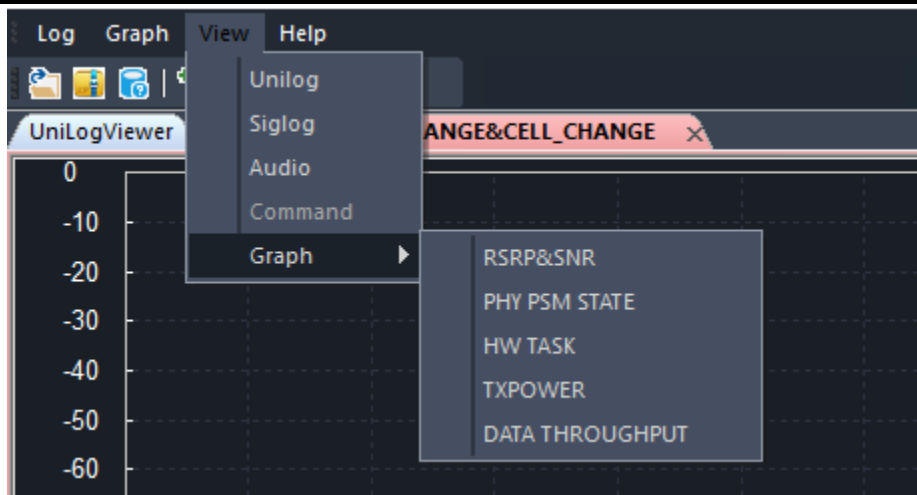 Log Graph View Help
Unilog
UniLogViewer
Siglog
ANGE&CELL_CHANGE
Audio
Command
Graph
RSRP&SNR
PHY PSM STATE
HW TASK
TXPOWER
DATA THROUGHPUT
0
-10
-20
-30
-40
-50
-60